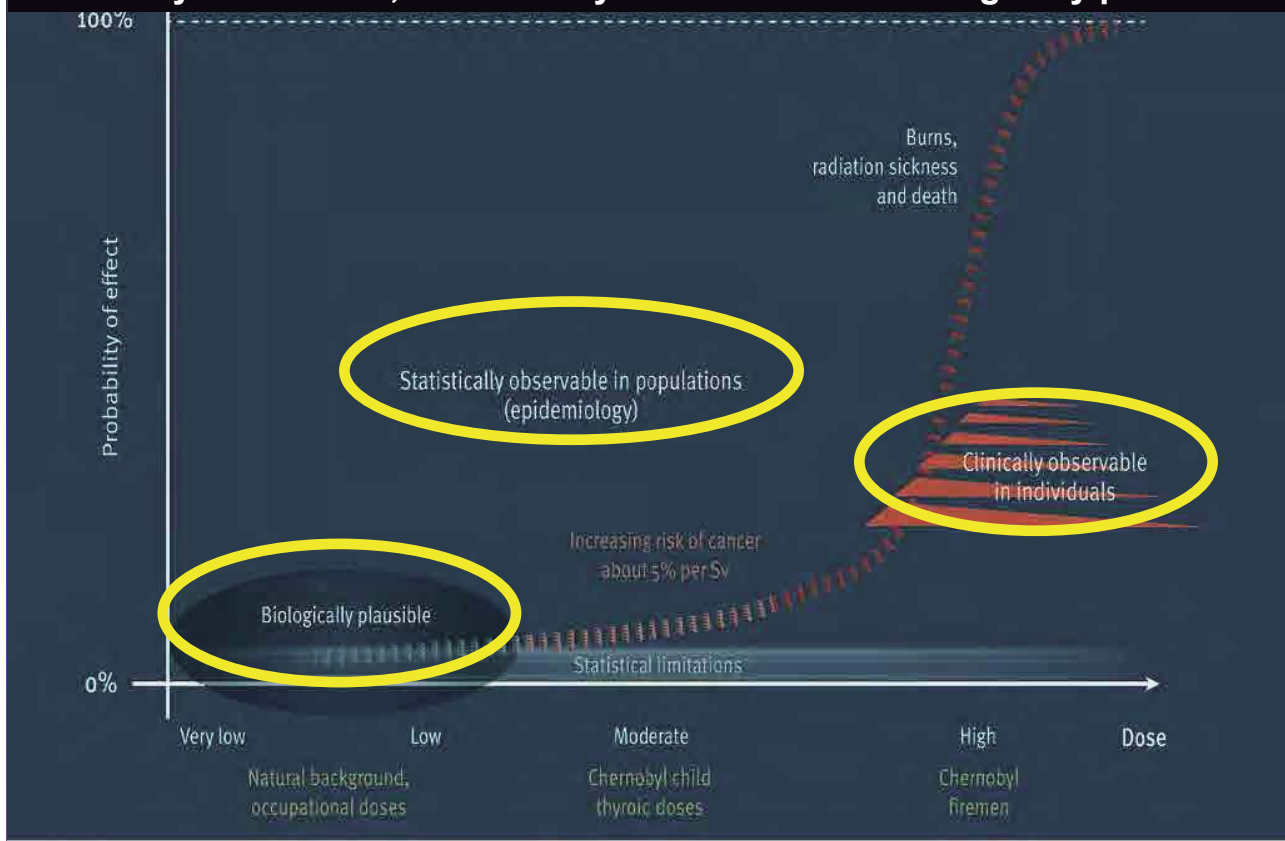 100%
Burns,
radiation sickness
and death
Probability of effect
Statistically observable in populations
(epidemiology)
Clinically observable
in individuals
Increasing risk of cancer
about 5% per Sv
Biologically plausible
Statistical limitations
0%
Very low
Low
Moderate
High
Dose
Natural background,
occupational doses
Chernobyl child
thyroic doses
Chernobyl
firemen